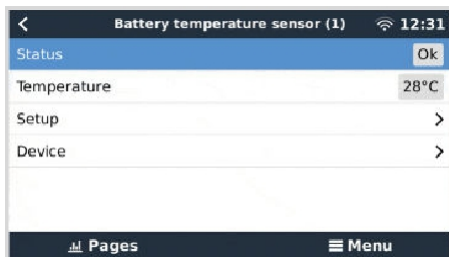 Battery temperature sensor (1) 12:31
Status Ok
Temperature 28°C
Setup
Device
Pages Menu